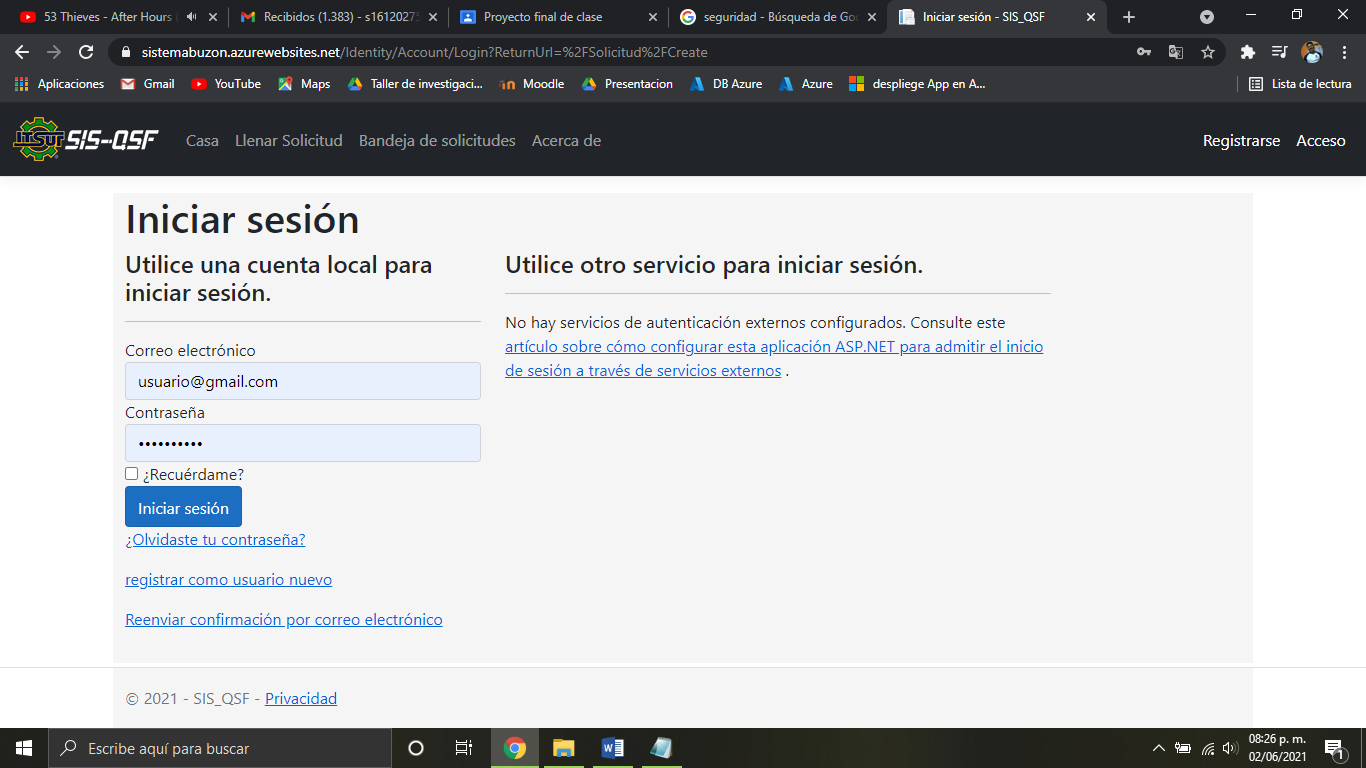 53 Thieves - After Hours (
Recibidos (1.383) - s16120275
Proyecto final de clase
seguridad - Búsqueda de Goo
Iniciar sesión - SIS_QSF
sistemabuzon.azurewebsites.net/Identity/Account/Login?ReturnUrl=%2FSolicitud%2FCreate
Aplicaciones
Gmail
YouTube
Maps
Taller de investigaci...
Moodle
Presentacion
DB Azure
Azure
despliege App en A...
Lista de lectura
ITSUR SIS-QSF
Casa
Llenar Solicitud
Bandeja de solicitudes
Acerca de
Registrarse
Acceso
Iniciar sesión
Utilice una cuenta local para
iniciar sesión.
Correo electrónico
usuario@gmail.com
Contraseña
••••••••••
¿Recuérdame?
Iniciar sesión
¿Olvidaste tu contraseña?
registrar como usuario nuevo
Reenviar confirmación por correo electrónico
Utilice otro servicio para iniciar sesión.
No hay servicios de autenticación externos configurados. Consulte este
artículo sobre cómo configurar esta aplicación ASP.NET para admitir el inicio
de sesión a través de servicios externos .
© 2021 - SIS_QSF - Privacidad
Escribe aquí para buscar
08:26 p. m.
02/06/2021
1